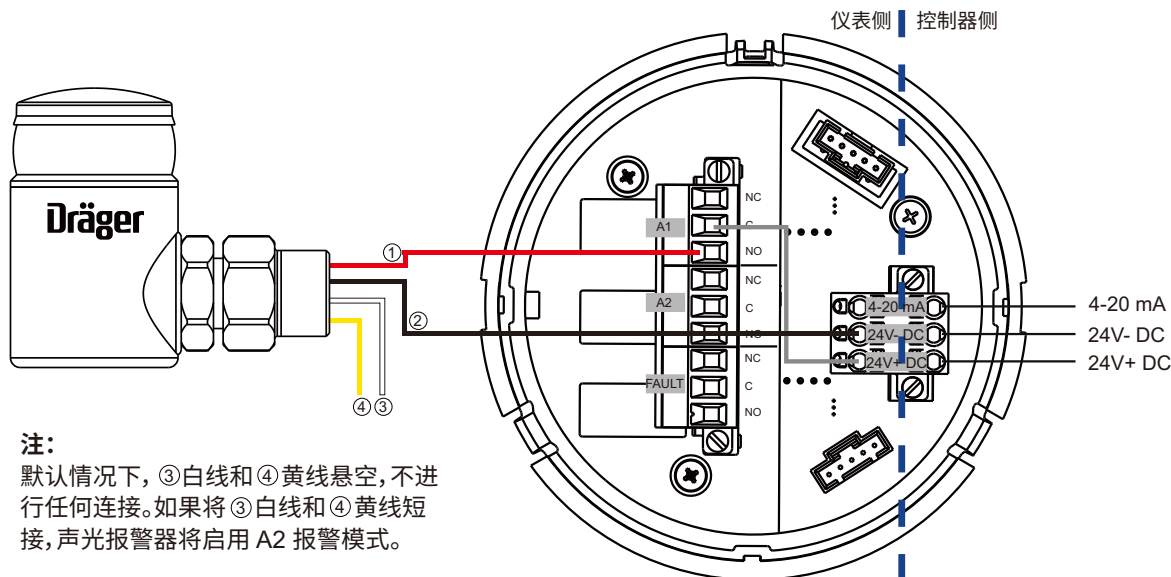 仪表侧
控制器侧
Dräger
①
②
④
③
A1
A2
FAULT
NC
C
NO
NC
C
NO
NC
C
NO
4-20 mA
24V- DC
24V+ DC
4-20 mA
24V- DC
24V+ DC
注:
默认情况下, ③白线和④黄线悬空,不进
行任何连接。如果将③白线和④黄线短
接,声光报警器将启用 A2 报警模式。